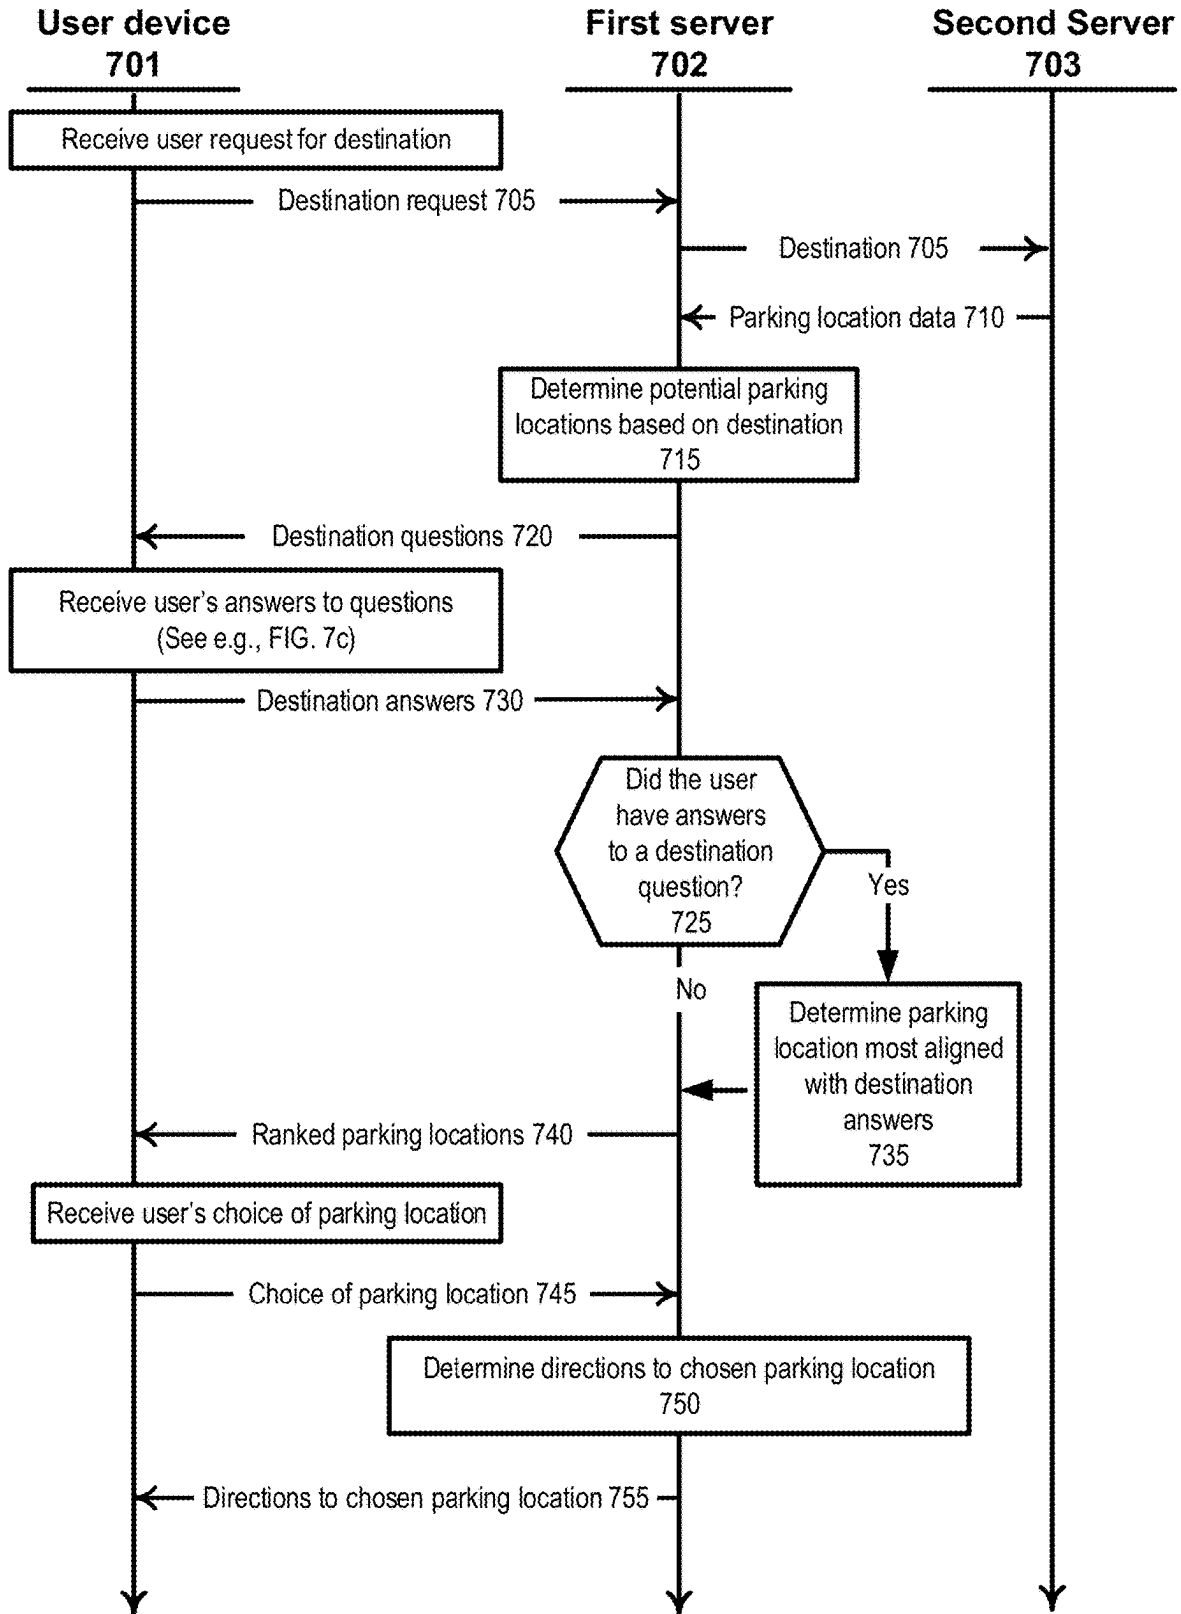 User device
701
First server
702
Second Server
703
Receive user request for destination
Destination request 705
Destination 705
Parking location data 710
Determine potential parking
locations based on destination
715
Destination questions 720
Receive user's answers to questions
(See e.g., FIG. 7c)
Destination answers 730
Did the user
have answers
to a destination
question?
725
Yes
No
Determine parking
location most aligned
with destination
answers
735
Ranked parking locations 740
Receive user's choice of parking location
Choice of parking location 745
Determine directions to chosen parking location
750
Directions to chosen parking location 755